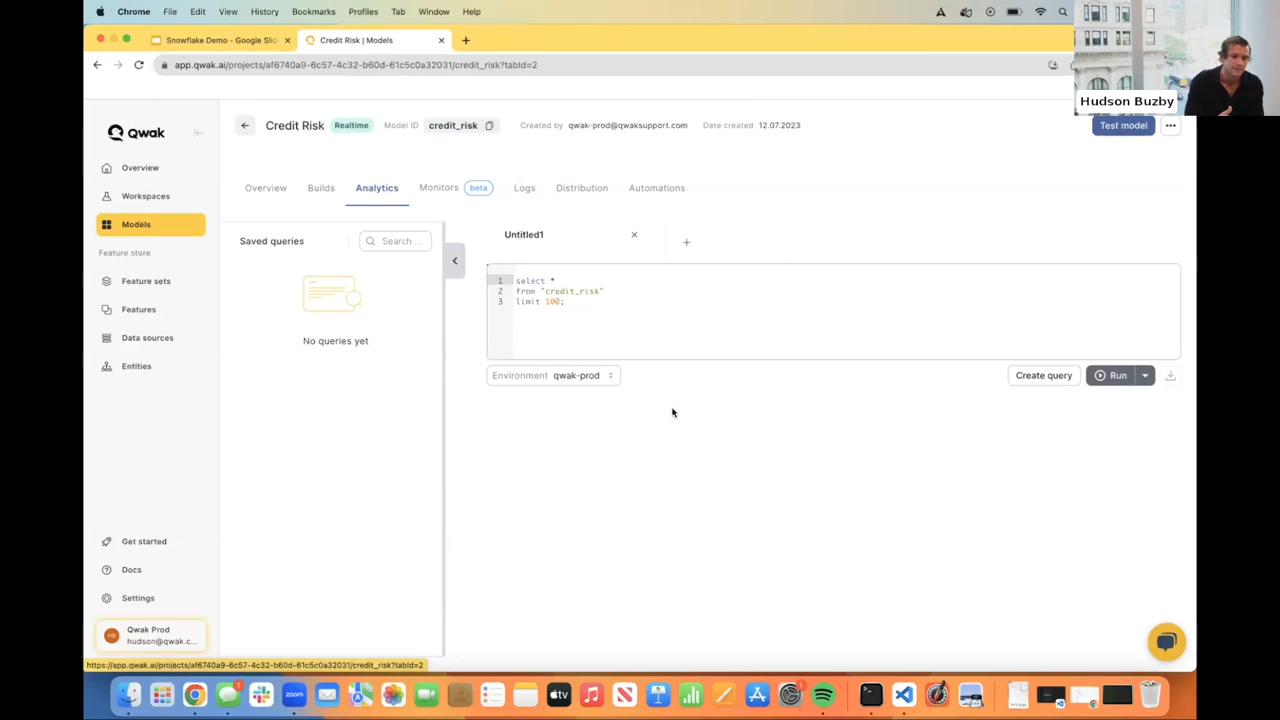 Chrome File Edit View History Bookmarks Profiles Tab Window Help
Snowflake Demo - Google Slid
Credit Risk | Models
app.qwak.ai/projects/af6740a9-6c57-4c32-b60d-61c5c0a32031/credit_risk?tabId=2
Hudson Buzby
Qwak
Credit Risk Realtime Model ID credit_risk Created by qwak-prod@qwaksupport.com Date created 12.07.2023 Test model
Overview
Workspaces
Models
Feature store
Feature sets
Features
Data sources
Entities
Get started
Docs
Settings
HB
Qwak Prod
hudson@qwak.c...
Overview Builds Analytics Monitors beta Logs Distribution Automations
Saved queries
Search ...
No queries yet
Untitled1
1 select *
2 from "credit_risk"
3 limit 100;
Environment qwak-prod
Create query
Run
https://app.qwak.ai/projects/af6740a9-6c57-4c32-b60d-61c5c0a32031/credit_risk?tabId=2
zoom
tv